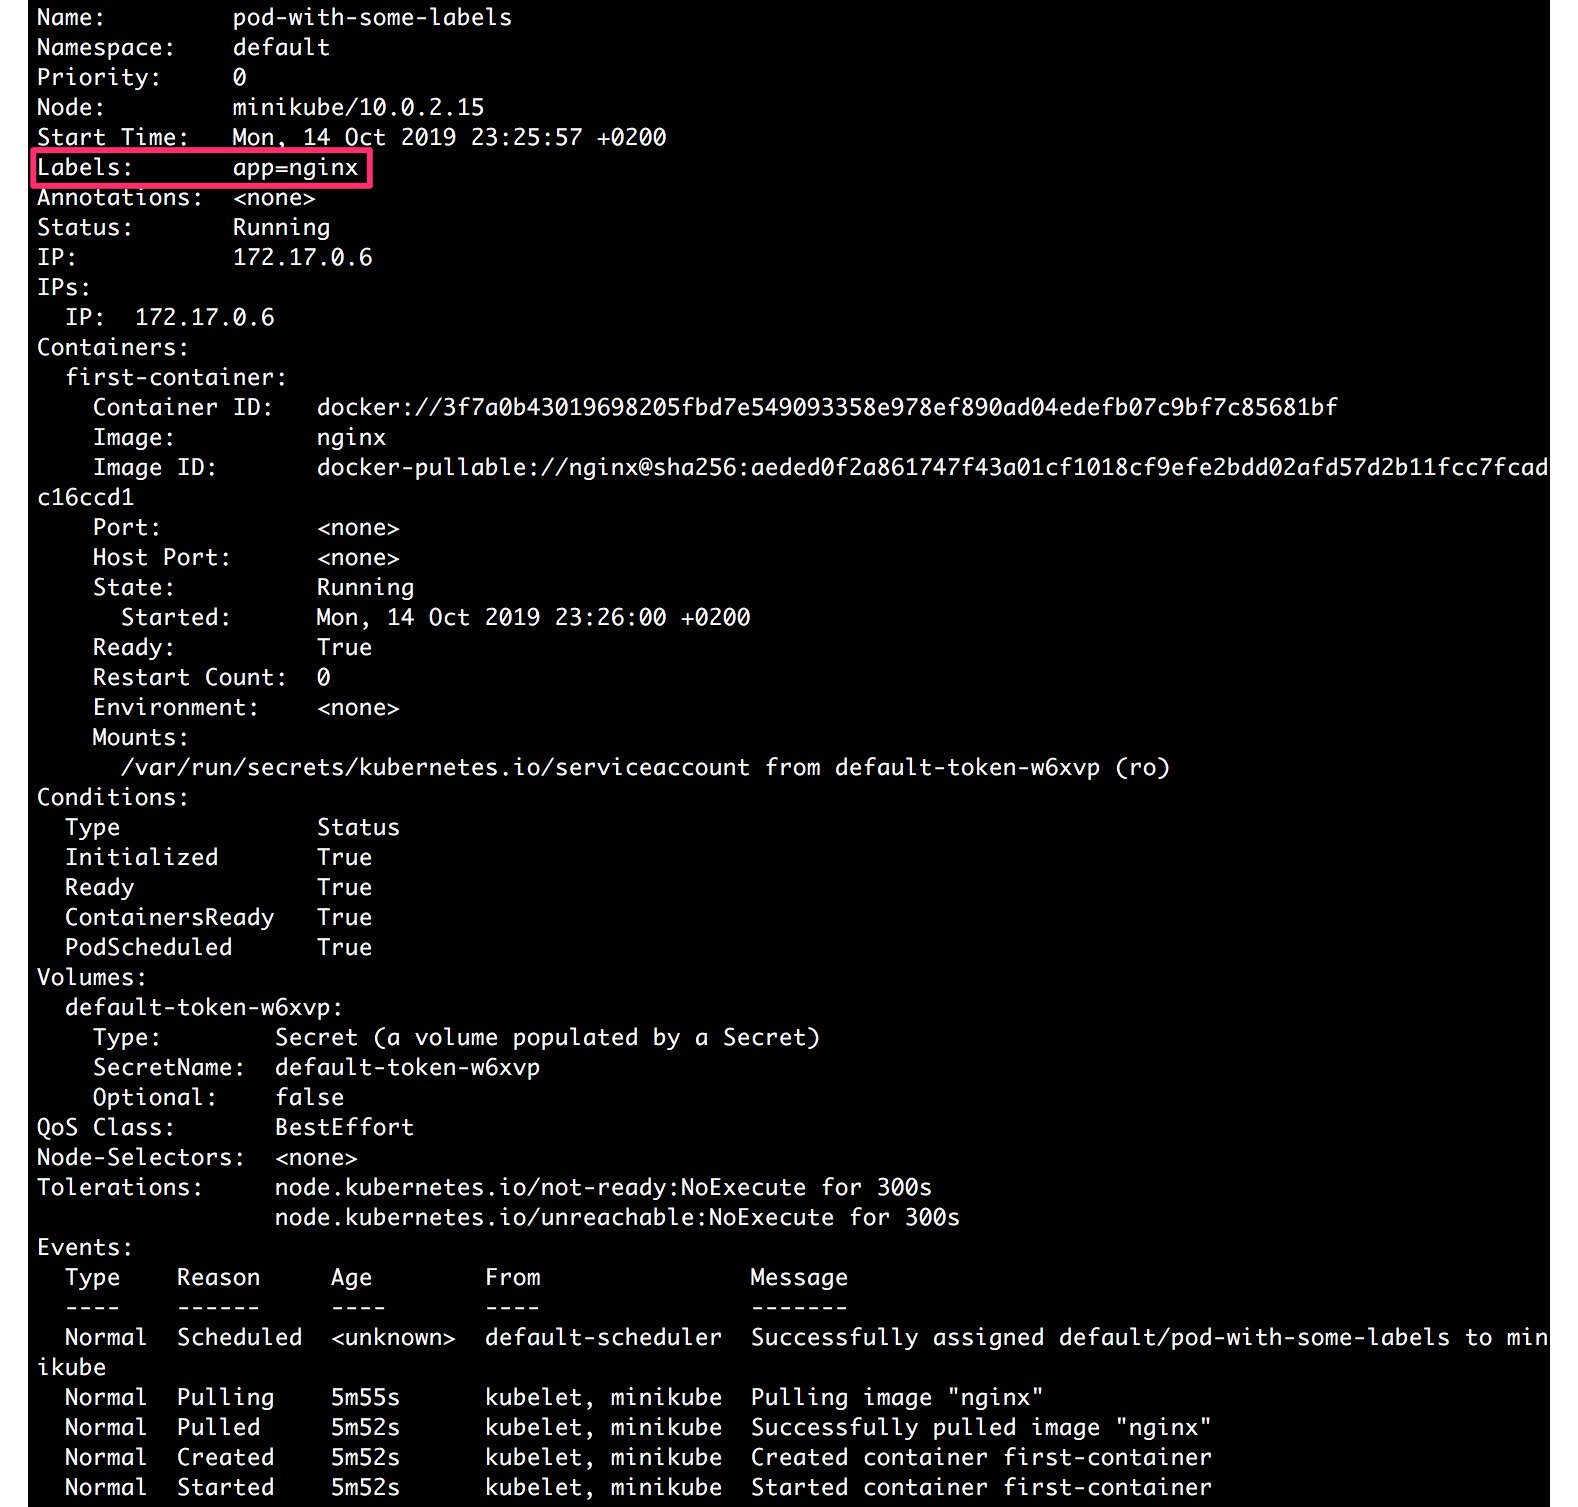 Name:         pod-with-some-labels
Namespace:    default
Priority:     0
Node:         minikube/10.0.2.15
Start Time:   Mon, 14 Oct 2019 23:25:57 +0200
Labels:       app=nginx
Annotations:  <none>
Status:       Running
IP:           172.17.0.6
IPs:
  IP:  172.17.0.6
Containers:
  first-container:
    Container ID:   docker://3f7a0b43019698205fbd7e549093358e978ef890ad04edefb07c9bf7c85681bf
    Image:          nginx
    Image ID:       docker-pullable://nginx@sha256:aeded0f2a861747f43a01cf1018cf9efe2bdd02afd57d2b11fcc7fcad
c16ccd1
    Port:           <none>
    Host Port:      <none>
    State:          Running
      Started:      Mon, 14 Oct 2019 23:26:00 +0200
    Ready:          True
    Restart Count:  0
    Environment:    <none>
    Mounts:
      /var/run/secrets/kubernetes.io/serviceaccount from default-token-w6xvp (ro)
Conditions:
  Type              Status
  Initialized       True
  Ready             True
  ContainersReady   True
  PodScheduled      True
Volumes:
  default-token-w6xvp:
    Type:        Secret (a volume populated by a Secret)
    SecretName:  default-token-w6xvp
    Optional:    false
QoS Class:       BestEffort
Node-Selectors:  <none>
Tolerations:     node.kubernetes.io/not-ready:NoExecute for 300s
                 node.kubernetes.io/unreachable:NoExecute for 300s
Events:
  Type    Reason     Age        From               Message
  ----    ------     ----       ----               -------
  Normal  Scheduled  <unknown>  default-scheduler  Successfully assigned default/pod-with-some-labels to min
ikube
  Normal  Pulling    5m55s      kubelet, minikube  Pulling image "nginx"
  Normal  Pulled     5m52s      kubelet, minikube  Successfully pulled image "nginx"
  Normal  Created    5m52s      kubelet, minikube  Created container first-container
  Normal  Started    5m52s      kubelet, minikube  Started container first-container